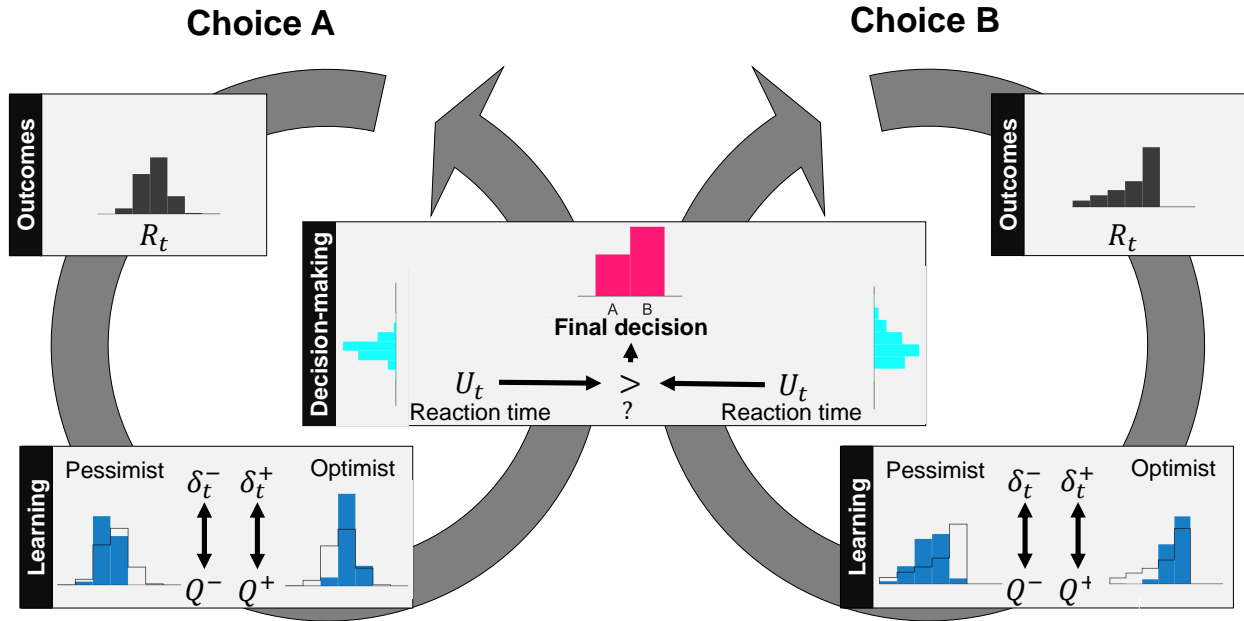 Choice A
Choice B
Outcomes
R_t
Outcomes
R_t
Decision-making
A B
Final decision
U_t > U_t
Reaction time ? Reaction time
Learning
Pessimist Optimist
δ_t^- δ_t^+
Q^- Q^+
Learning
Pessimist Optimist
δ_t^- δ_t^+
Q^- Q^+